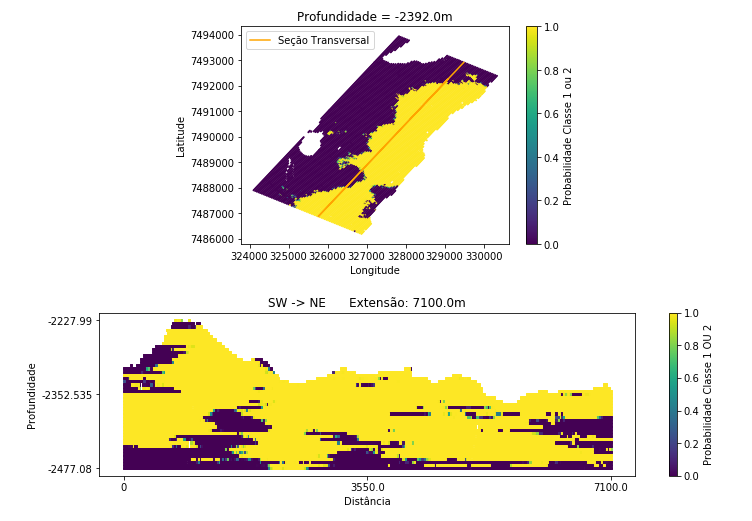 Profundidade = -2392.0m
7494000
7493000
7492000
7491000
7490000
7489000
7488000
7487000
7486000
Latitude
Seção Transversal
324000 325000 326000 327000 328000 329000 330000
Longitude
1.0
0.8
0.6
0.4
0.2
0.0
Probabilidade Classe 1 ou 2
SW -> NE Extensão: 7100.0m
-2227.99
-2352.535
-2477.08
Profundidade
0 3550.0 7100.0
Distância
1.0
0.8
0.6
0.4
0.2
0.0
Probabilidade Classe 1 OU 2